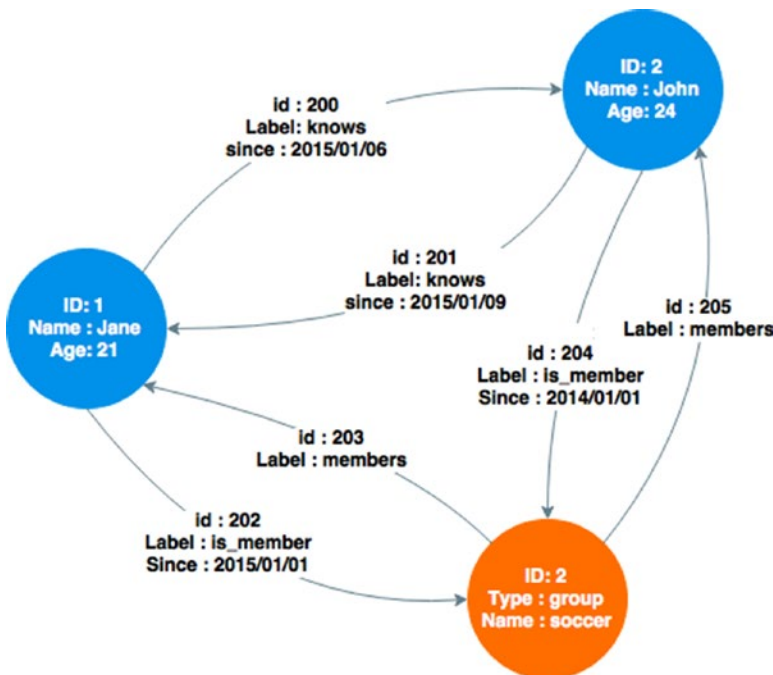 ID: 2
Name : John
Age: 24
id : 200
Label: knows
since : 2015/01/06
id : 201
Label: knows
since : 2015/01/09
ID: 1
Name : Jane
Age: 21
id : 205
Label : members
id : 204
Label : is_member
Since : 2014/01/01
id : 203
Label : members
id : 202
Label : is_member
Since : 2015/01/01
ID: 2
Type : group
Name : soccer